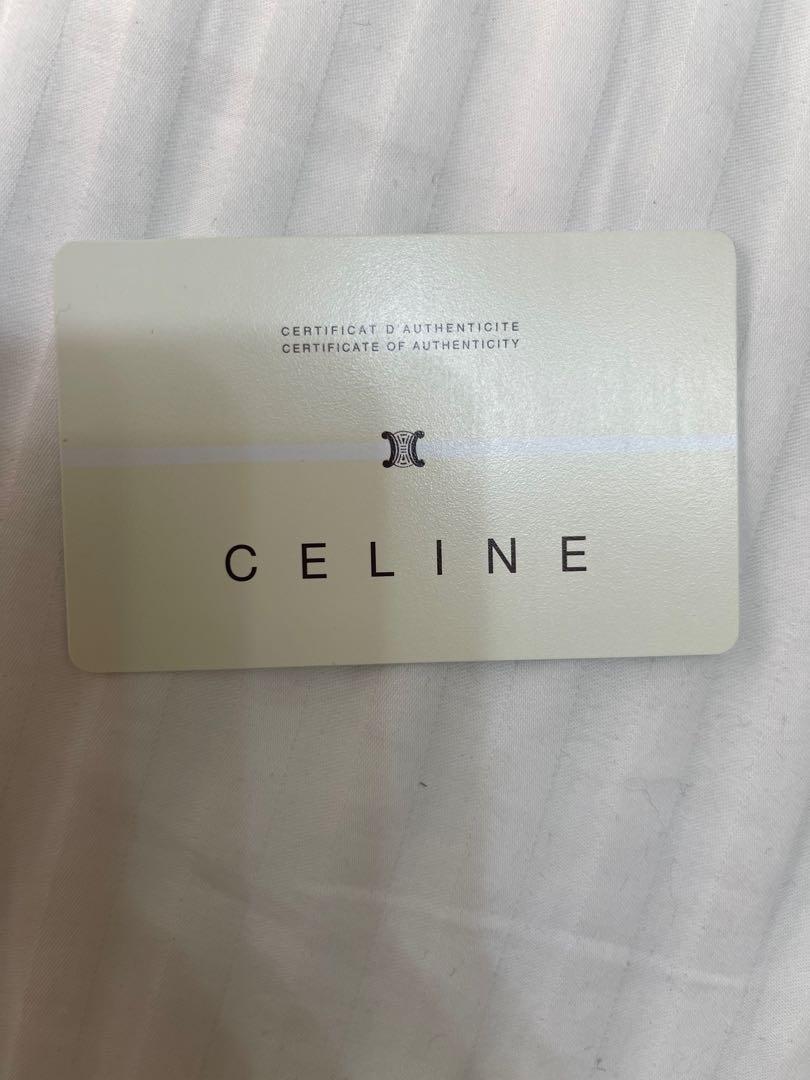 CERTIFICAT D'AUTHENTICITE
CERTIFICATE OF AUTHENTICITY
CELINE